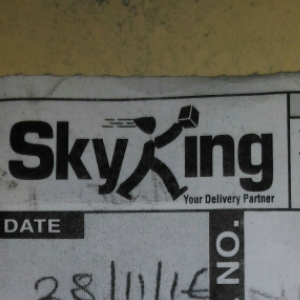 SkyKing
Your Delivery Partner
DATE
NO.
28/11/16